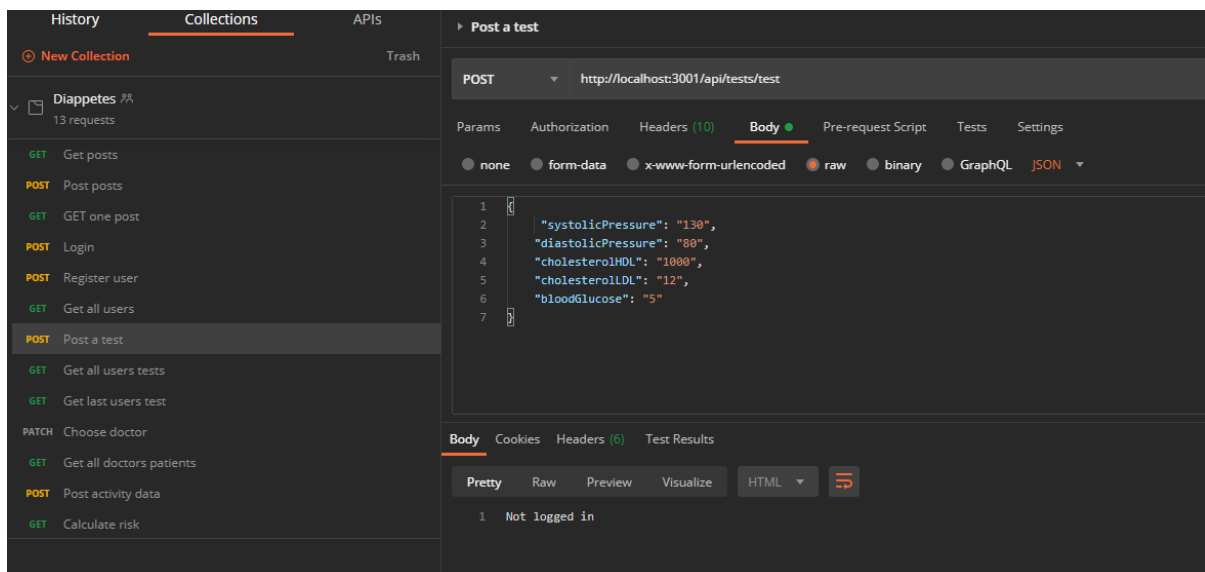 History Collections APIs
New Collection Trash
Diappetes
13 requests
GET Get posts
POST Post posts
GET GET one post
POST Login
POST Register user
GET Get all users
POST Post a test
GET Get all users tests
GET Get last users test
PATCH Choose doctor
GET Get all doctors patients
POST Post activity data
GET Calculate risk
Post a test
POST http://localhost:3001/api/tests/test
Params Authorization Headers (10) Body Pre-request Script Tests Settings
none form-data x-www-form-urlencoded raw binary GraphQL JSON
1 {
2 "systolicPressure": "130",
3 "diastolicPressure": "80",
4 "cholesterolHDL": "1000",
5 "cholesterolLDL": "12",
6 "bloodGlucose": "5"
7 }
Body Cookies Headers (6) Test Results
Pretty Raw Preview Visualize HTML
1 Not logged in